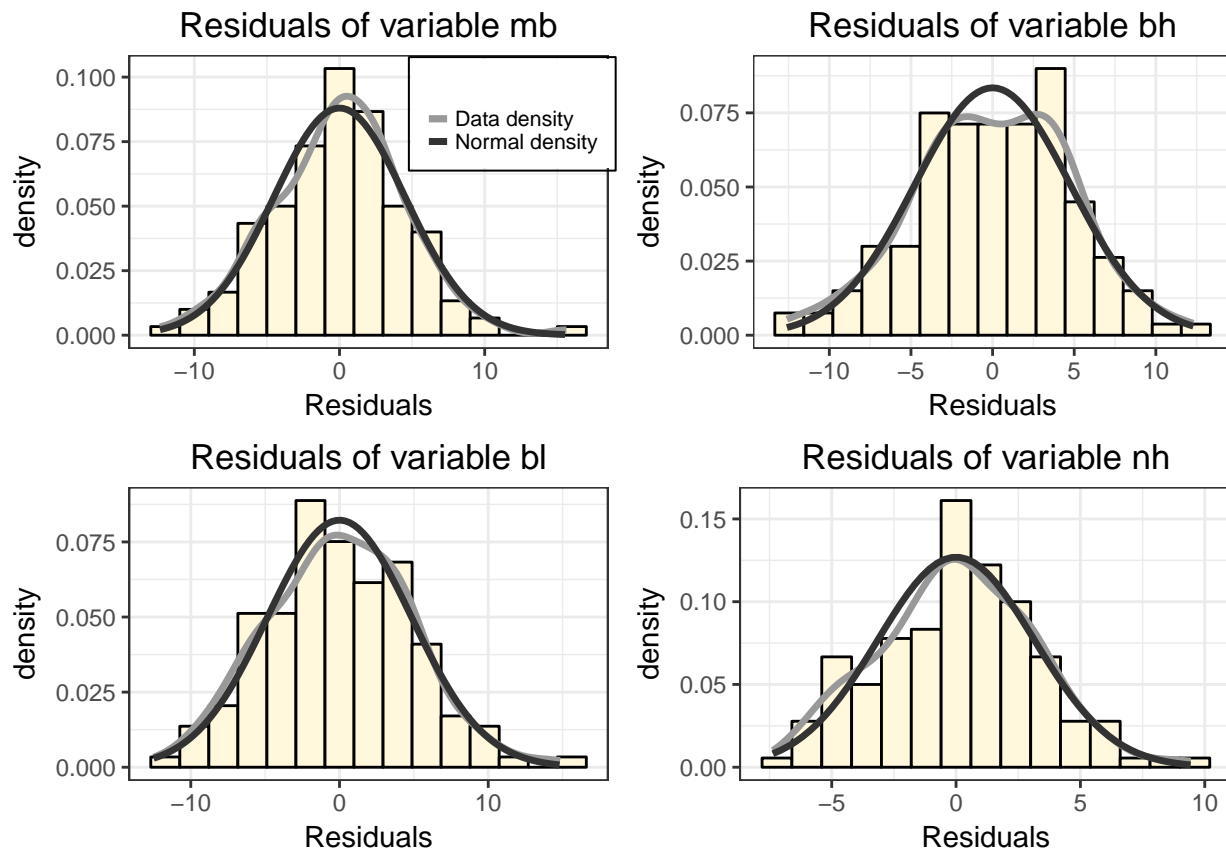 Residuals of variable mb
density
0.100
0.075
0.050
0.025
0.000
Data density
Normal density
−10
0
10
Residuals
Residuals of variable bh
density
0.075
0.050
0.025
0.000
−10
−5
0
5
10
Residuals
Residuals of variable bl
density
0.075
0.050
0.025
0.000
−10
0
10
Residuals
Residuals of variable nh
density
0.15
0.10
0.05
0.00
−5
0
5
10
Residuals